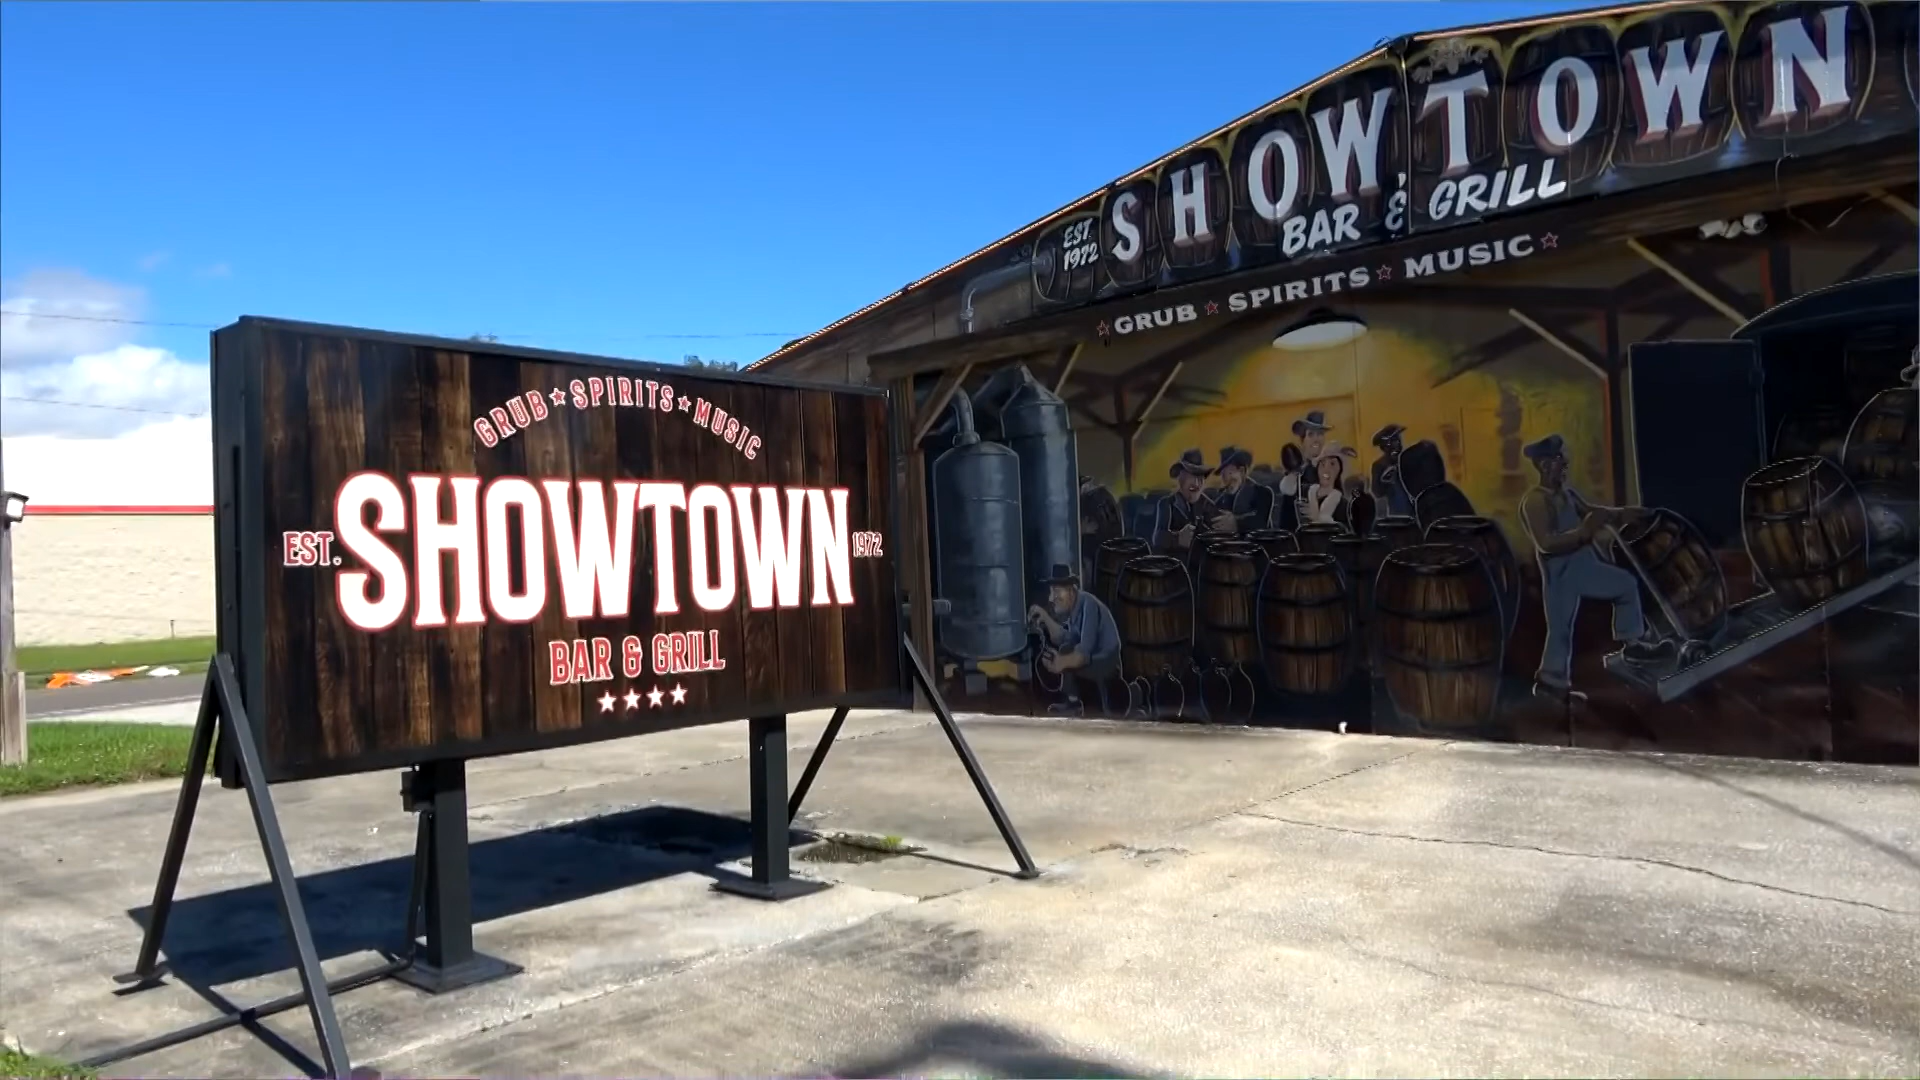 GRUB★SPIRITS★MUSIC
EST. SHOWTOWN 1972
BAR & GRILL
★★★★
EST. 1972
SHOWTOWN
BAR & GRILL
★GRUB★SPIRITS★MUSIC★